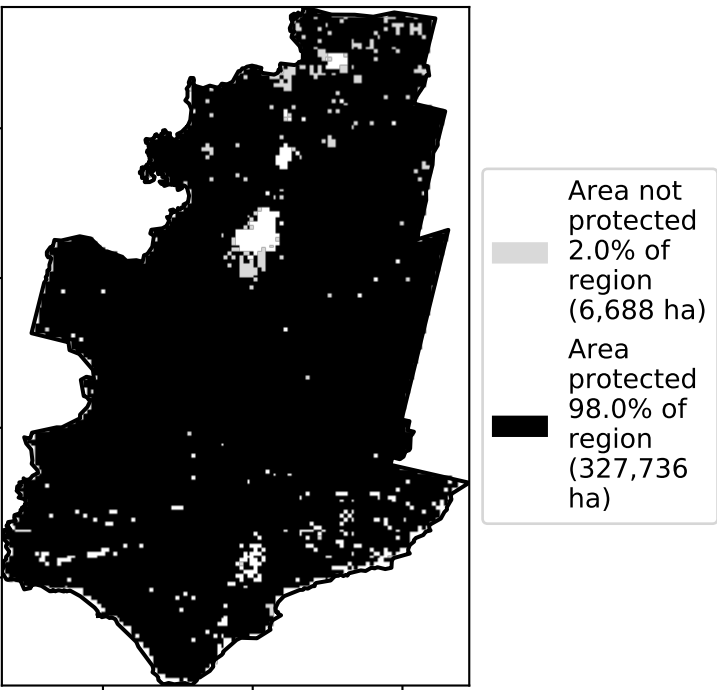 Area not
protected
2.0% of
region
(6,688 ha)
Area
protected
98.0% of
region
(327,736
ha)